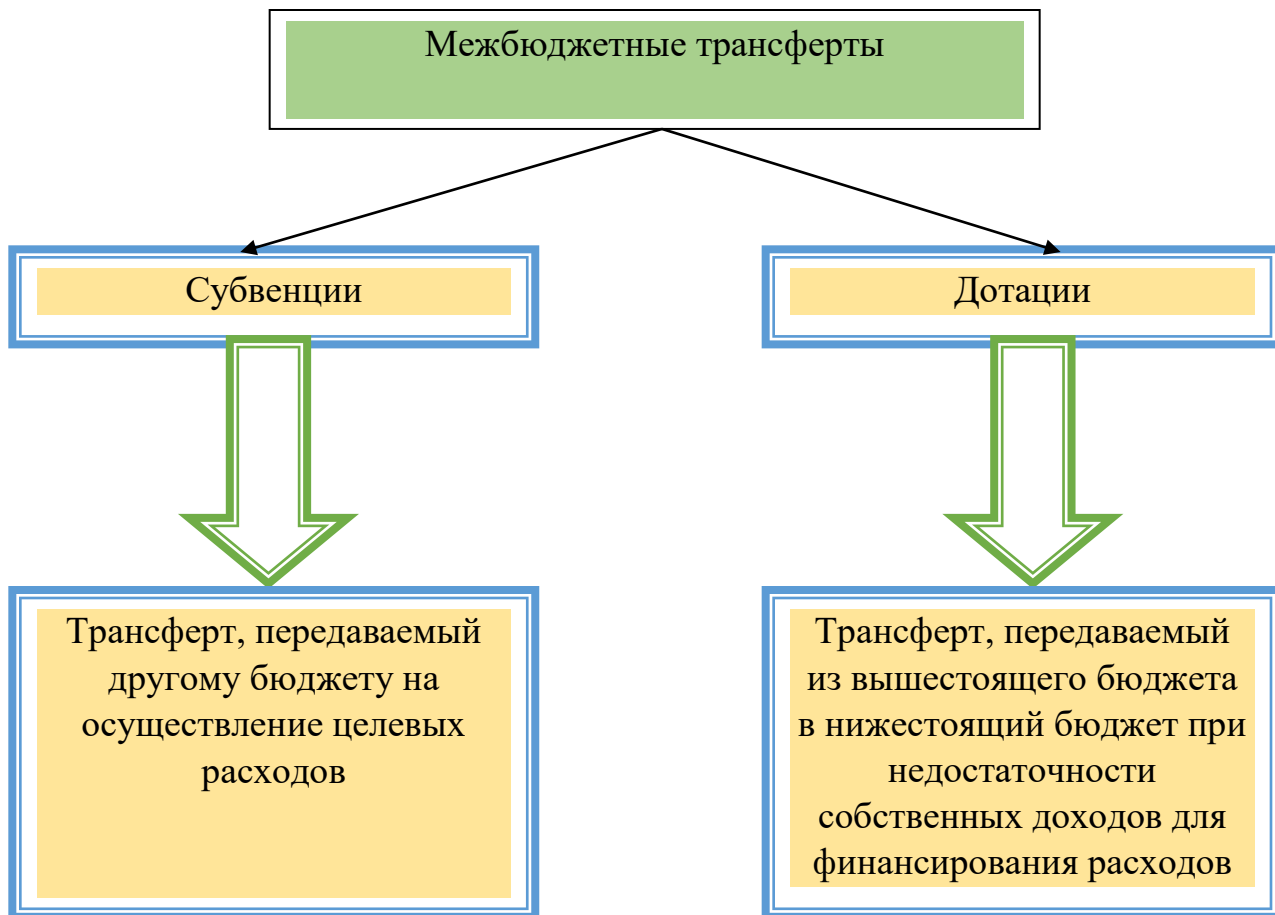 Межбюджетные трансферты
Субвенции
Дотации
Трансферт, передаваемый
другому бюджету на
осуществление целевых
расходов
Трансферт, передаваемый
из вышестоящего бюджета
в нижестоящий бюджет при
недостаточности
собственных доходов для
финансирования расходов